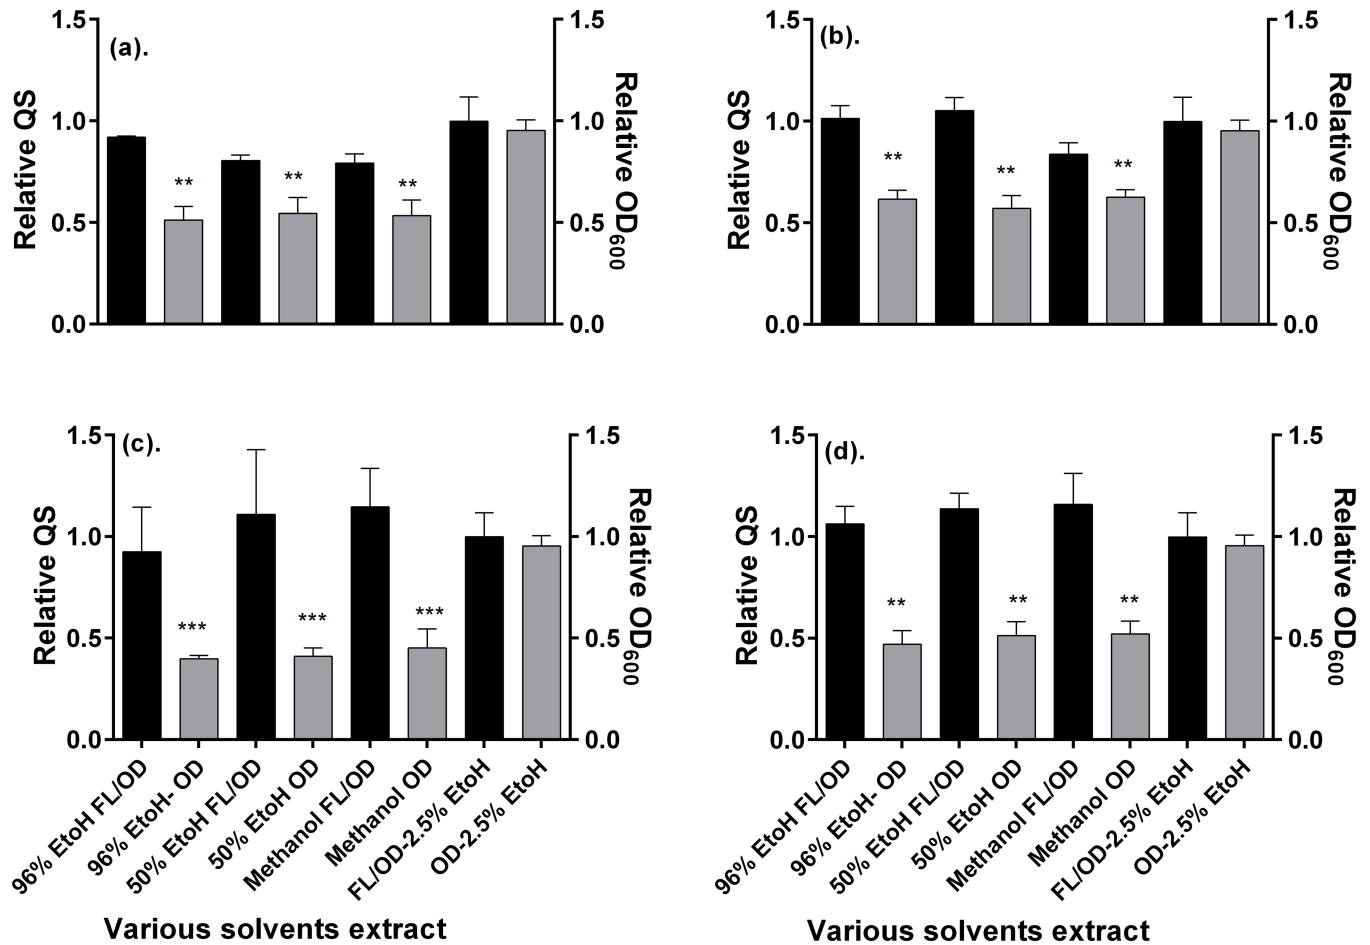 (a).
Relative QS
1.5
1.0
0.5
0.0
**
**
**
1.5
1.0
0.5
0.0
Relative OD600
(b).
Relative QS
1.5
1.0
0.5
0.0
**
**
**
1.5
1.0
0.5
0.0
Relative OD600
(c).
Relative QS
1.5
1.0
0.5
0.0
***
***
***
1.5
1.0
0.5
0.0
Relative OD600
96% EtoH FL/OD
96% EtoH- OD
50% EtoH FL/OD
50% EtoH OD
Methanol FL/OD
Methanol OD
FL/OD-2.5% EtoH
OD-2.5% EtoH
Various solvents extract
(d).
Relative QS
1.5
1.0
0.5
0.0
**
**
**
1.5
1.0
0.5
0.0
Relative OD600
96% EtoH FL/OD
96% EtoH- OD
50% EtoH FL/OD
50% EtoH OD
Methanol FL/OD
Methanol OD
FL/OD-2.5% EtoH
OD-2.5% EtoH
Various solvents extract